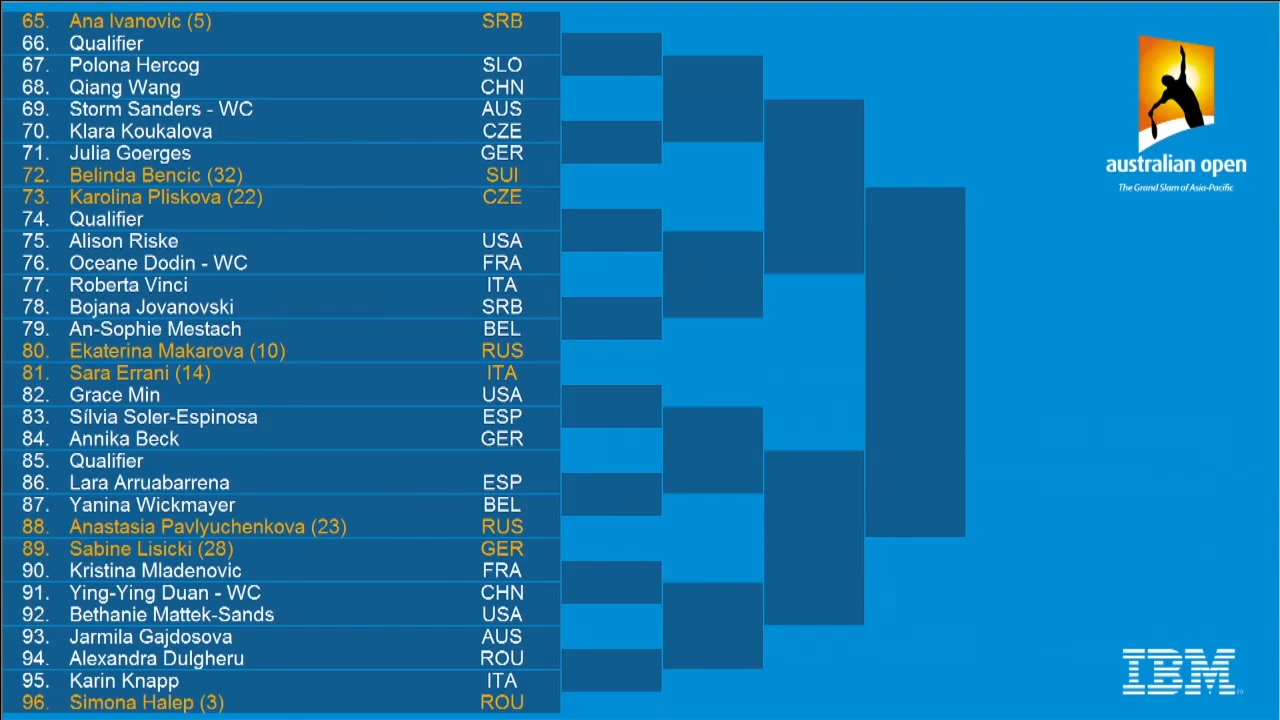 65. Ana Ivanovic (5) SRB
66. Qualifier
67. Polona Hercog SLO
68. Qiang Wang CHN
69. Storm Sanders - WC AUS
70. Klara Koukalova CZE
71. Julia Goerges GER
72. Belinda Bencic (32) SUI
73. Karolina Pliskova (22) CZE
74. Qualifier
75. Alison Riske USA
76. Oceane Dodin - WC FRA
77. Roberta Vinci ITA
78. Bojana Jovanovski SRB
79. An-Sophie Mestach BEL
80. Ekaterina Makarova (10) RUS
81. Sara Errani (14) ITA
82. Grace Min USA
83. Sílvia Soler-Espinosa ESP
84. Annika Beck GER
85. Qualifier
86. Lara Arruabarrena ESP
87. Yanina Wickmayer BEL
88. Anastasia Pavlyuchenkova (23) RUS
89. Sabine Lisicki (28) GER
90. Kristina Mladenovic FRA
91. Ying-Ying Duan - WC CHN
92. Bethanie Mattek-Sands USA
93. Jarmila Gajdosova AUS
94. Alexandra Dulgheru ROU
95. Karin Knapp ITA
96. Simona Halep (3) ROU
australian open
The Grand Slam of Asia-Pacific
IBM